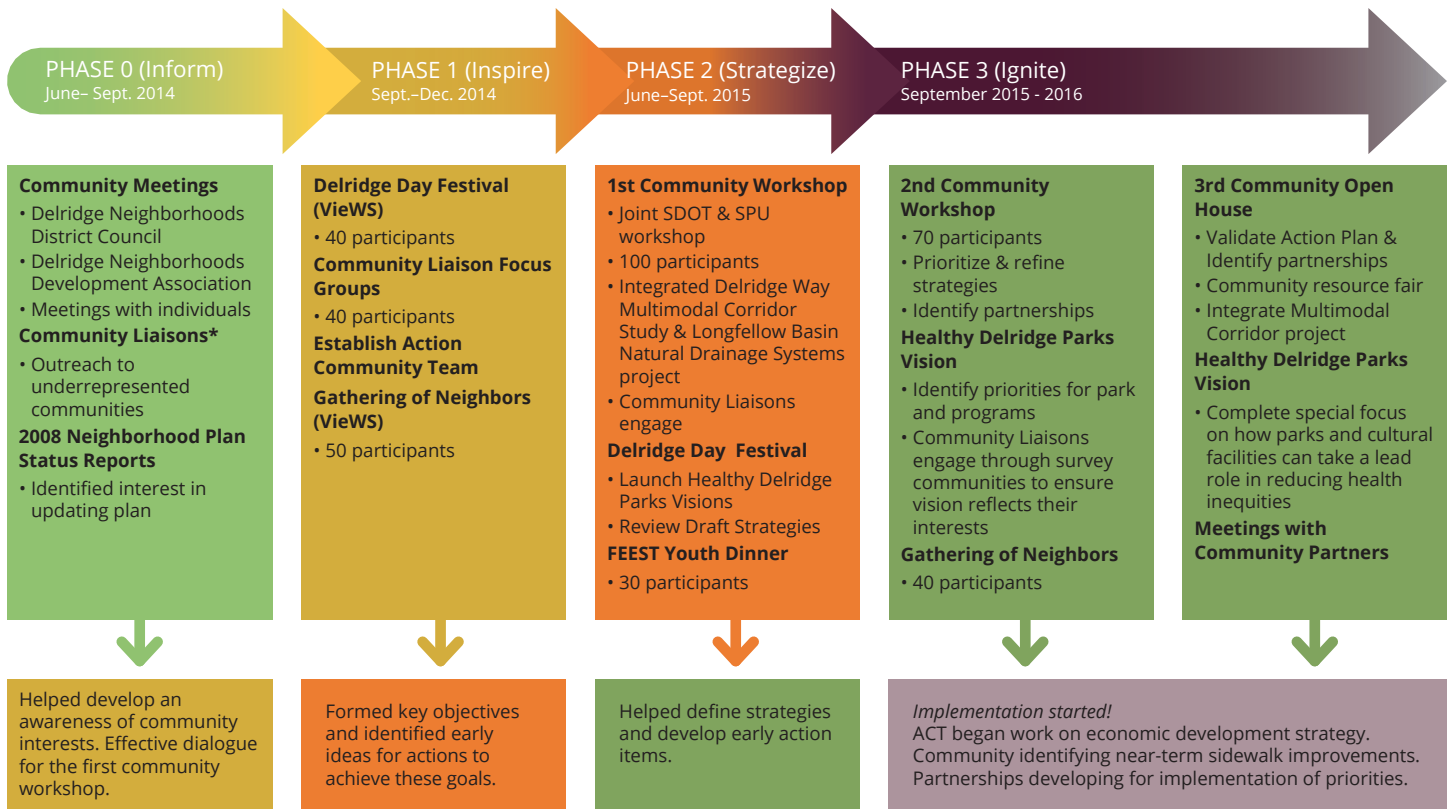 PHASE 0 (Inform)
June– Sept. 2014
PHASE 1 (Inspire)
Sept.–Dec. 2014
PHASE 2 (Strategize)
June–Sept. 2015
PHASE 3 (Ignite)
September 2015 - 2016
Community Meetings
• Delridge Neighborhoods
District Council
• Delridge Neighborhoods
Development Association
• Meetings with individuals
Community Liaisons*
• Outreach to
underrepresented
communities
2008 Neighborhood Plan
Status Reports
• Identified interest in
updating plan
Delridge Day Festival
(VieWS)
• 40 participants
Community Liaison Focus
Groups
• 40 participants
Establish Action
Community Team
Gathering of Neighbors
(VieWS)
• 50 participants
1st Community Workshop
• Joint SDOT & SPU
workshop
• 100 participants
• Integrated Delridge Way
Multimodal Corridor
Study & Longfellow Basin
Natural Drainage Systems
project
• Community Liaisons
engage
Delridge Day Festival
• Launch Healthy Delridge
Parks Visions
• Review Draft Strategies
FEEST Youth Dinner
• 30 participants
2nd Community
Workshop
• 70 participants
• Prioritize & refine
strategies
• Identify partnerships
Healthy Delridge Parks
Vision
• Identify priorities for park
and programs
• Community Liaisons
engage through survey
communities to ensure
vision reflects their
interests
Gathering of Neighbors
• 40 participants
3rd Community Open
House
• Validate Action Plan &
Identify partnerships
• Community resource fair
• Integrate Multimodal
Corridor project
Healthy Delridge Parks
Vision
• Complete special focus
on how parks and cultural
facilities can take a lead
role in reducing health
inequities
Meetings with
Community Partners
Helped develop an
awareness of community
interests. Effective dialogue
for the first community
workshop.
Formed key objectives
and identified early
ideas for actions to
achieve these goals.
Helped define strategies
and develop early action
items.
Implementation started!
ACT began work on economic development strategy.
Community identifying near-term sidewalk improvements.
Partnerships developing for implementation of priorities.